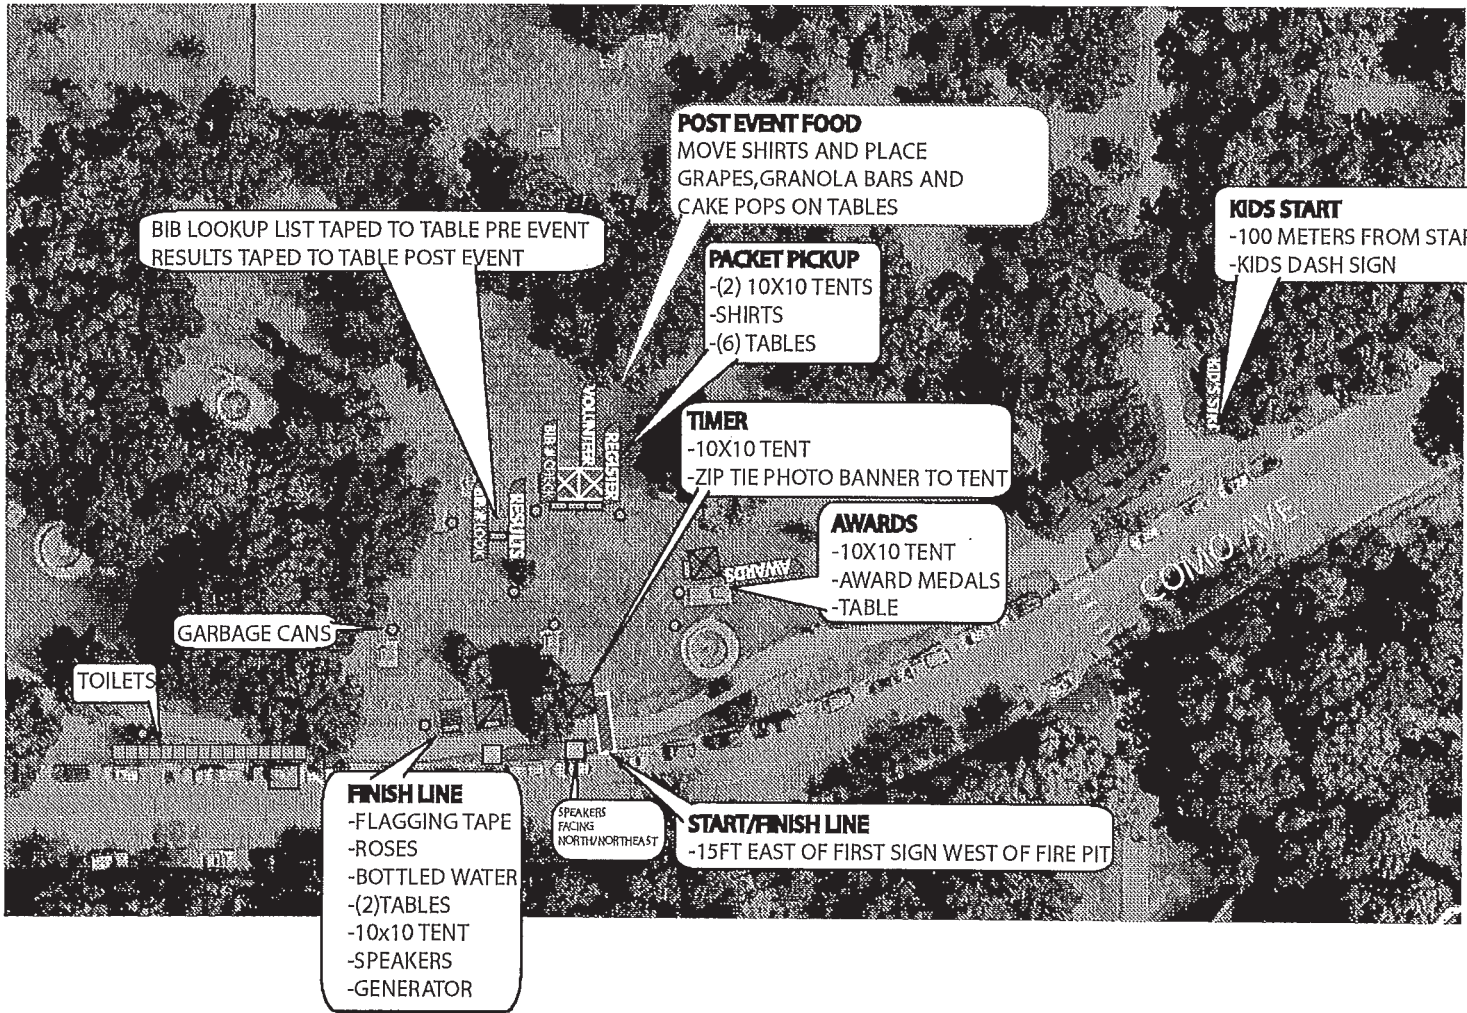 POST EVENT FOOD
MOVE SHIRTS AND PLACE
GRAPES,GRANOLA BARS AND
CAKE POPS ON TABLES
BIB LOOKUP LIST TAPED TO TABLE PRE EVENT
RESULTS TAPED TO TABLE POST EVENT
KIDS START
-100 METERS FROM STAR
-KIDS DASH SIGN
PACKET PICKUP
-(2) 10X10 TENTS
-SHIRTS
-(6) TABLES
VOLUNTEER
REGISTER
RESULTS
TIMER
-10X10 TENT
-ZIP TIE PHOTO BANNER TO TENT
AWARDS
-10X10 TENT
-AWARD MEDALS
-TABLE
AWARDS
COMO AVE.
GARBAGE CANS
TOILETS
FINISH LINE
-FLAGGING TAPE
-ROSES
-BOTTLED WATER
-(2)TABLES
-10x10 TENT
-SPEAKERS
-GENERATOR
SPEAKERS
FACING
NORTH/NORTHEAST
START/FINISH LINE
-15FT EAST OF FIRST SIGN WEST OF FIRE PIT